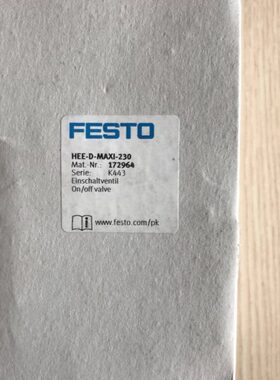 FESTO
HEE-D-MAXI-230
Mat.-Nr.: 172964
Serie: K443
Einschaltventil
On/off valve
www.festo.com/pk